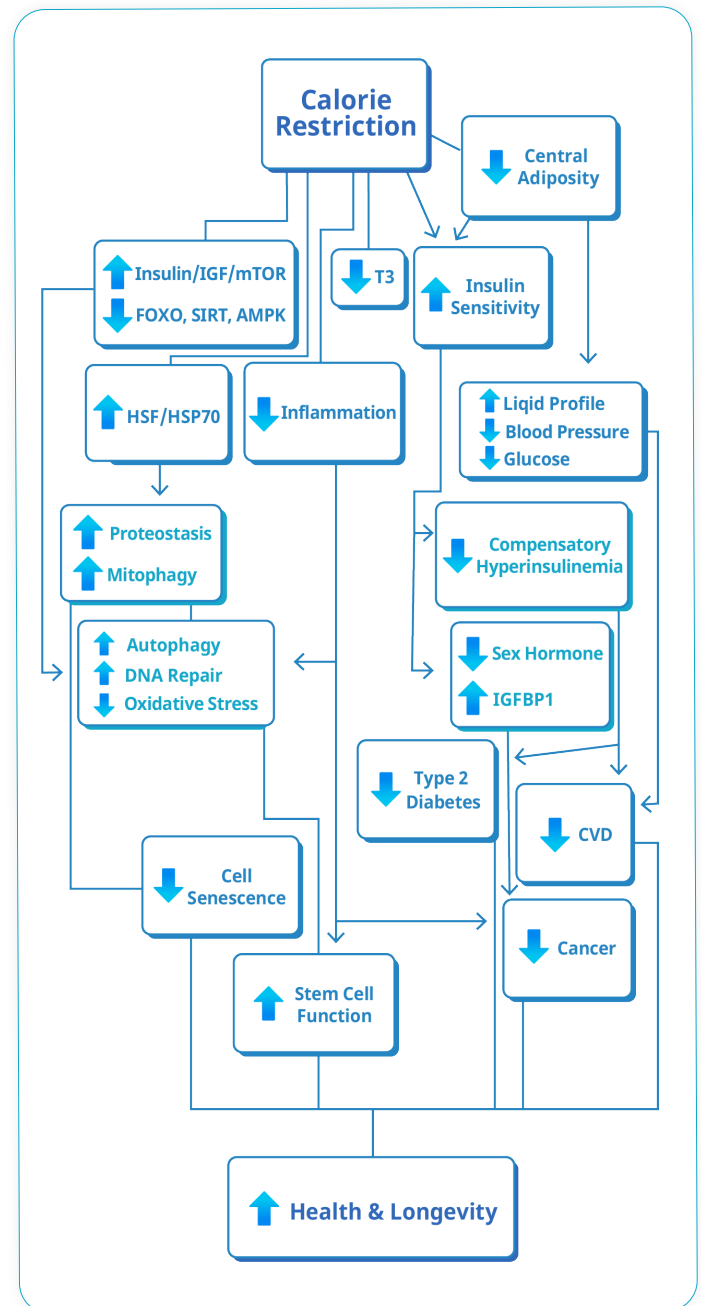 Calorie
Restriction
Central
Adiposity
Insulin/IGF/mTOR
FOXO, SIRT, AMPK
T3
Insulin
Sensitivity
HSF/HSP70
Inflammation
Liqid Profile
Blood Pressure
Glucose
Proteostasis
Mitophagy
Compensatory
Hyperinsulinemia
Autophagy
DNA Repair
Oxidative Stress
Sex Hormone
IGFBP1
Type 2
Diabetes
CVD
Cell
Senescence
Cancer
Stem Cell
Function
Health & Longevity